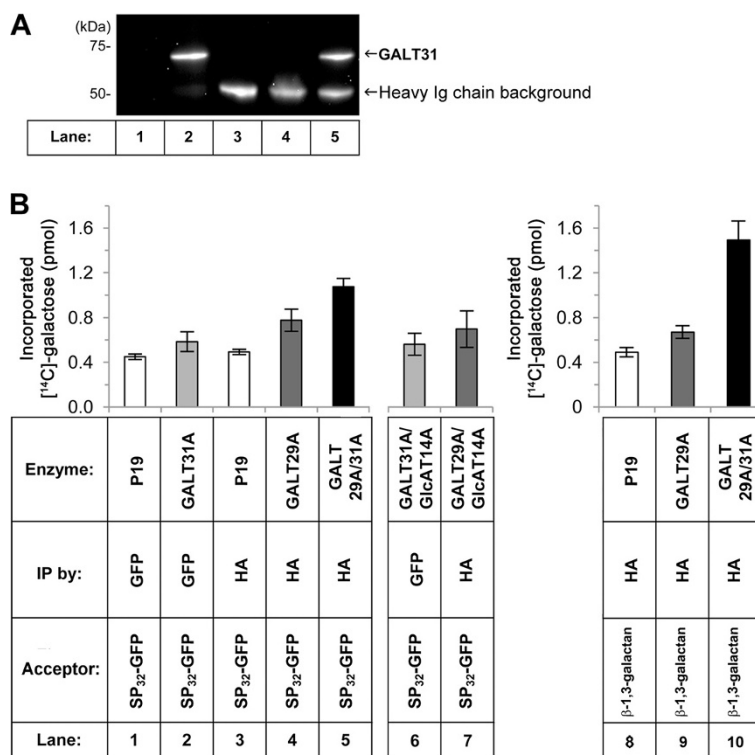 A
(kDa)
75-
←GALT31
50-
←Heavy Ig chain background
Lane: 1 2 3 4 5
B
Incorporated
[¹⁴C]-galactose (pmol)
1.6
1.2
0.8
0.4
0.0
Incorporated
[¹⁴C]-galactose (pmol)
1.6
1.2
0.8
0.4
0.0
Enzyme: P19 GALT31A P19 GALT29A GALT 29A/31A GALT31A/ GlcAT14A GALT29A/ GlcAT14A P19 GALT29A GALT 29A/31A
IP by: GFP GFP HA HA HA GFP HA HA HA HA
Acceptor: SP₃₂-GFP SP₃₂-GFP SP₃₂-GFP SP₃₂-GFP SP₃₂-GFP SP₃₂-GFP SP₃₂-GFP β-1,3-galactan β-1,3-galactan β-1,3-galactan
Lane: 1 2 3 4 5 6 7 8 9 10